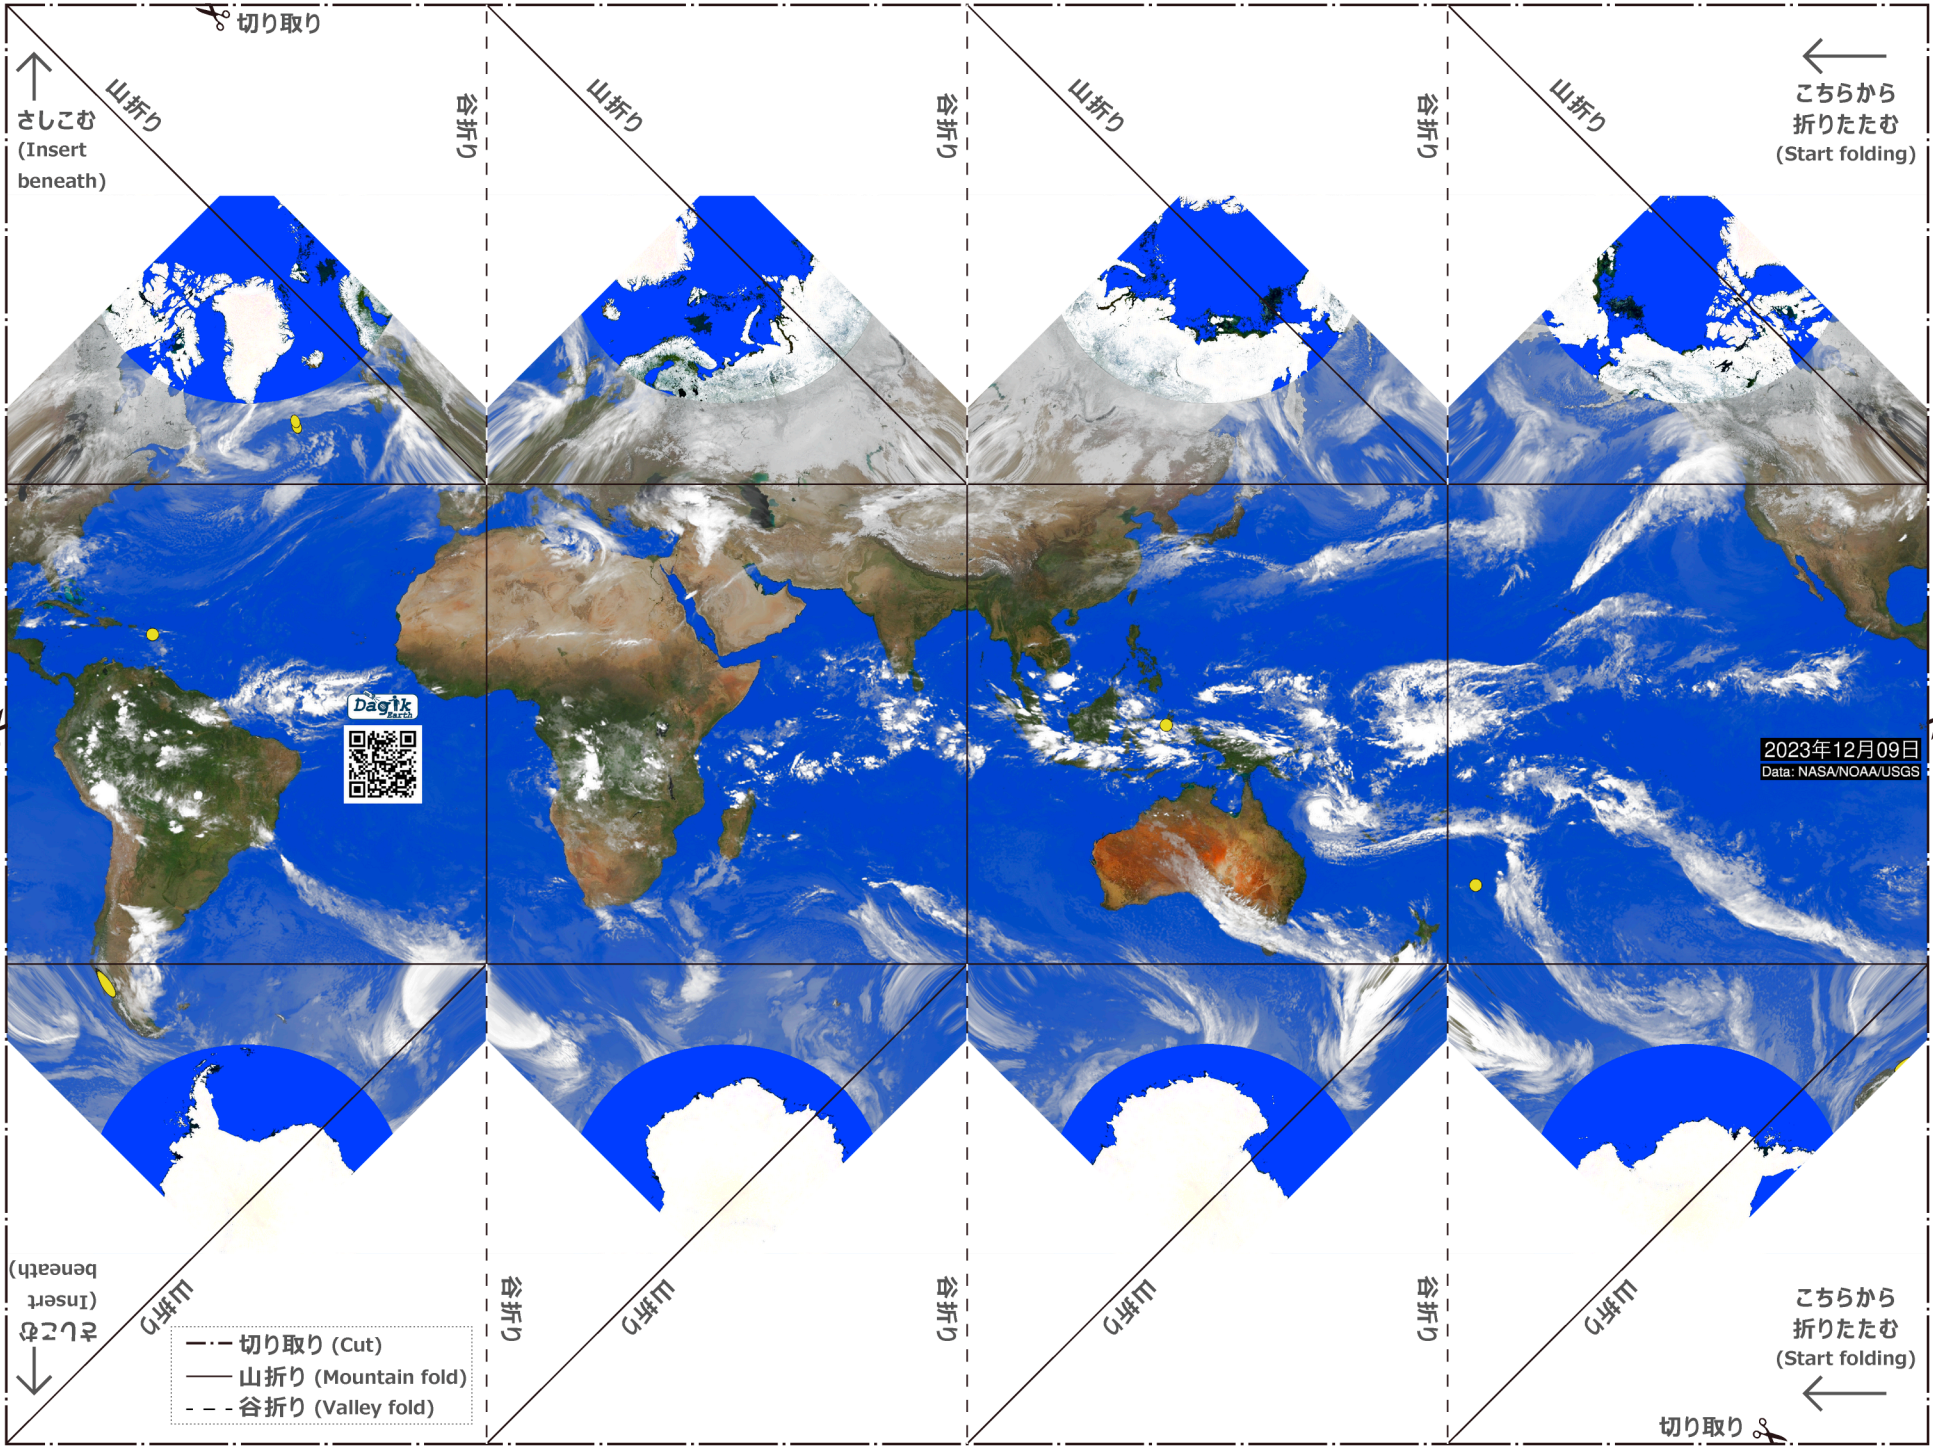 切り取り
山折り
谷折り
山折り
谷折り
山折り
谷折り
山折り
こちらから
折りたたむ
(Start folding)
さしこむ
(Insert
beneath)
Dagik
Earth
2023年12月09日
Data: NASA/NOAA/USGS
さしこむ
(Insert
beneath)
山折り
谷折り
山折り
谷折り
山折り
谷折り
山折り
こちらから
折りたたむ
(Start folding)
切り取り (Cut)
山折り (Mountain fold)
谷折り (Valley fold)
切り取り